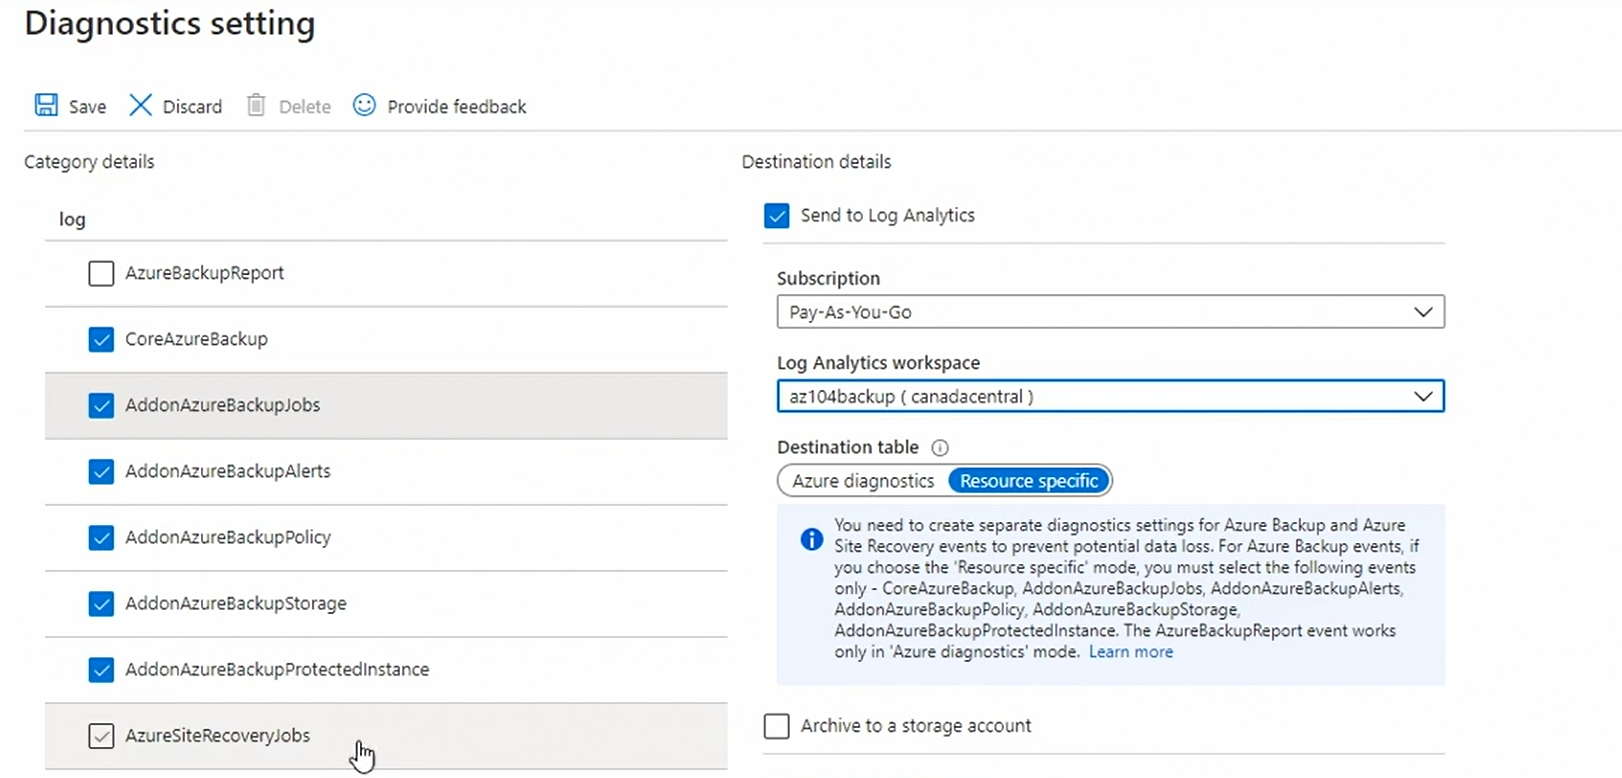 Diagnostics setting
Save Discard Delete Provide feedback
Category details
log
AzureBackupReport
CoreAzureBackup
AddonAzureBackupJobs
AddonAzureBackupAlerts
AddonAzureBackupPolicy
AddonAzureBackupStorage
AddonAzureBackupProtectedInstance
AzureSiteRecoveryJobs
Destination details
Send to Log Analytics
Subscription
Pay-As-You-Go
Log Analytics workspace
az104backup ( canadacentral )
Destination table
Azure diagnostics Resource specific
You need to create separate diagnostics settings for Azure Backup and Azure
Site Recovery events to prevent potential data loss. For Azure Backup events, if
you choose the 'Resource specific' mode, you must select the following events
only - CoreAzureBackup, AddonAzureBackupJobs, AddonAzureBackupAlerts,
AddonAzureBackupPolicy, AddonAzureBackupStorage,
AddonAzureBackupProtectedInstance. The AzureBackupReport event works
only in 'Azure diagnostics' mode. Learn more
Archive to a storage account